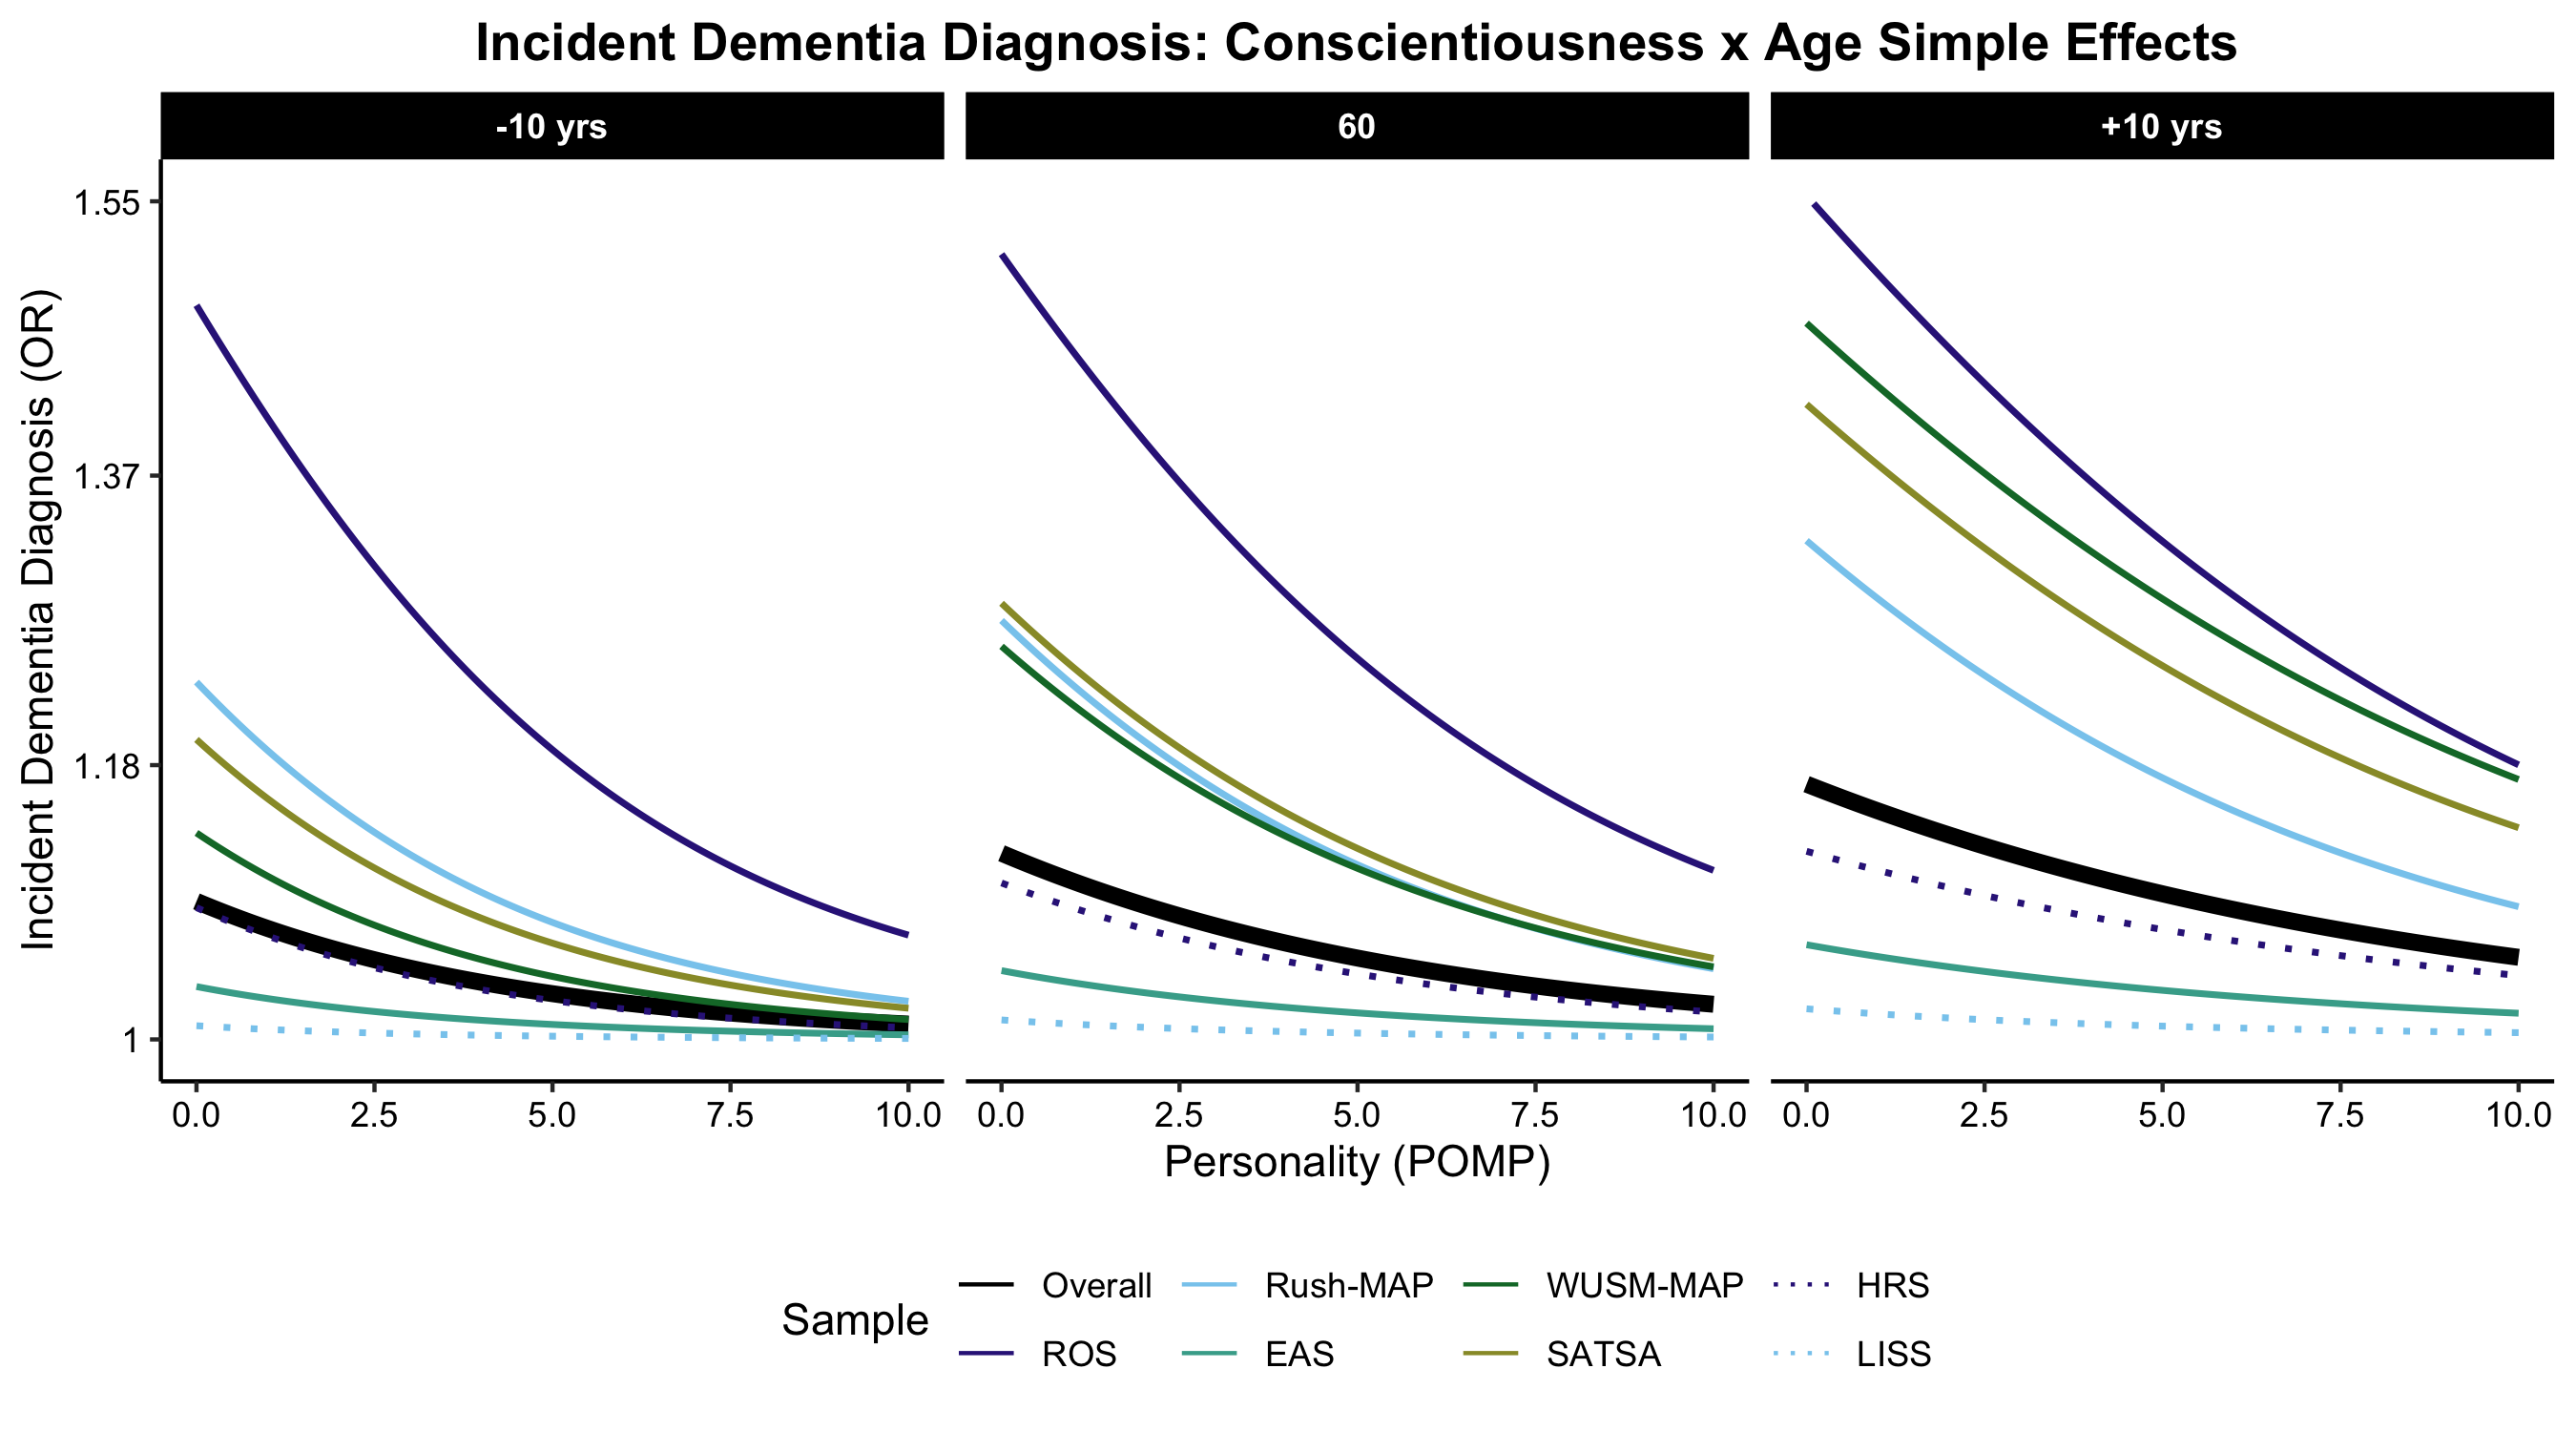 Incident Dementia Diagnosis: Conscientiousness x Age Simple Effects
-10 yrs
60
+10 yrs
Incident Dementia Diagnosis (OR)
1.55
1.37
1.18
1
0.0 2.5 5.0 7.5 10.0
0.0 2.5 5.0 7.5 10.0
0.0 2.5 5.0 7.5 10.0
Personality (POMP)
Sample
Overall Rush-MAP WUSM-MAP HRS
ROS EAS SATSA LISS